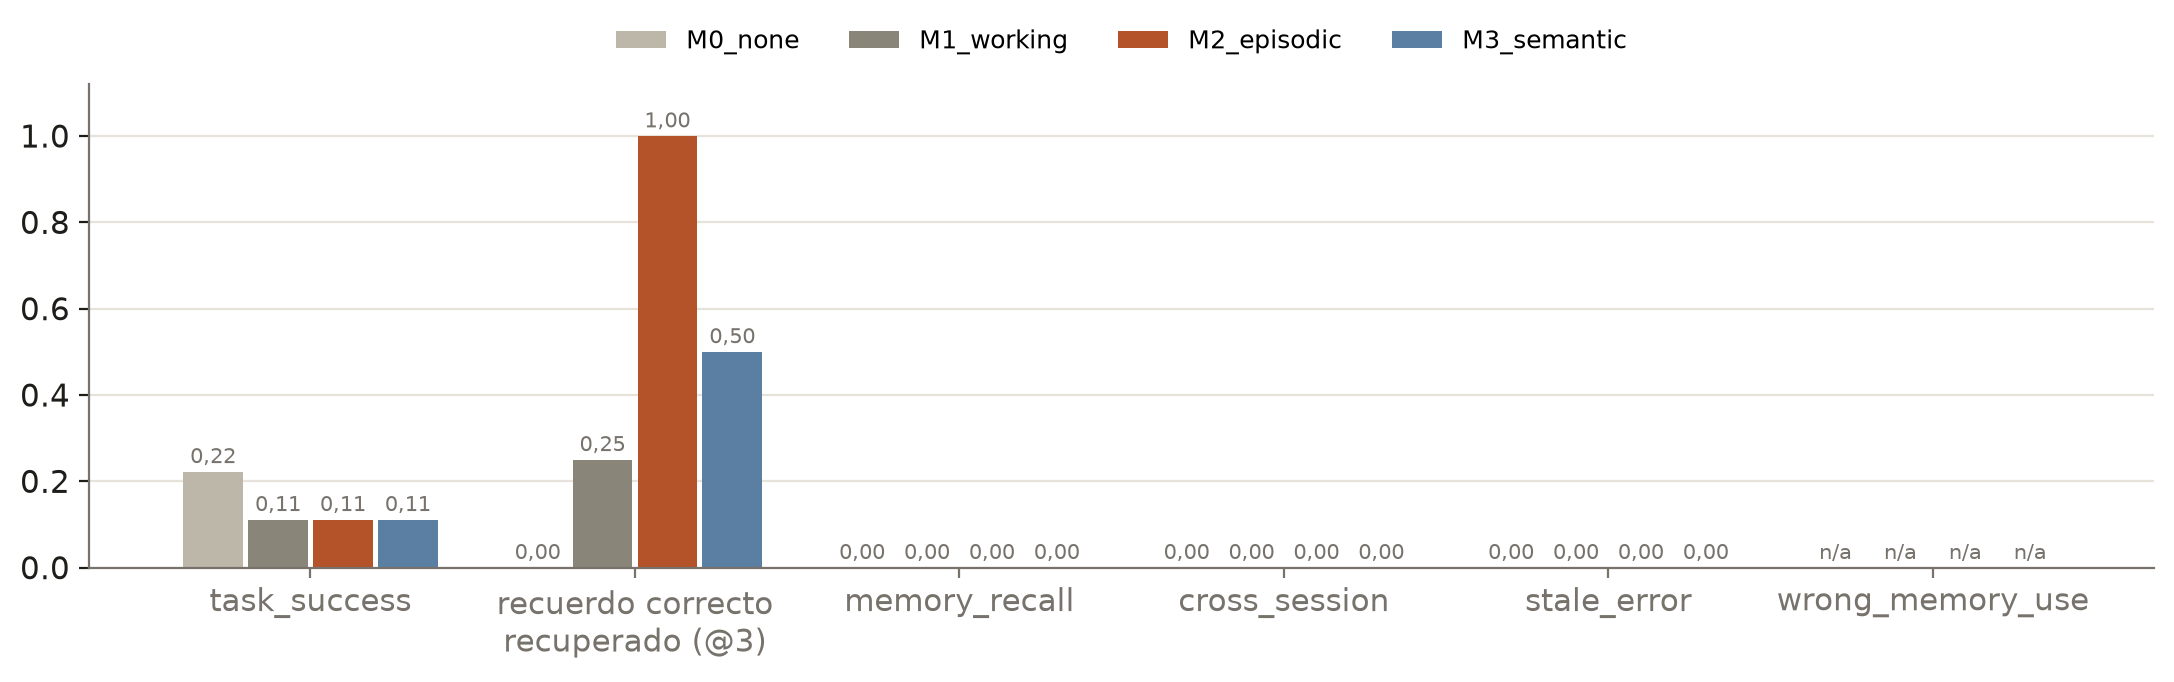 M0_none M1_working M2_episodic M3_semantic
1.0
0.8
0.6
0.4
0.2
0.0
0,22 0,11 0,11 0,11
0,00 0,25 1,00 0,50
0,00 0,00 0,00 0,00
0,00 0,00 0,00 0,00
0,00 0,00 0,00 0,00
n/a n/a n/a n/a
task_success
recuerdo correcto
recuperado (@3)
memory_recall
cross_session
stale_error
wrong_memory_use